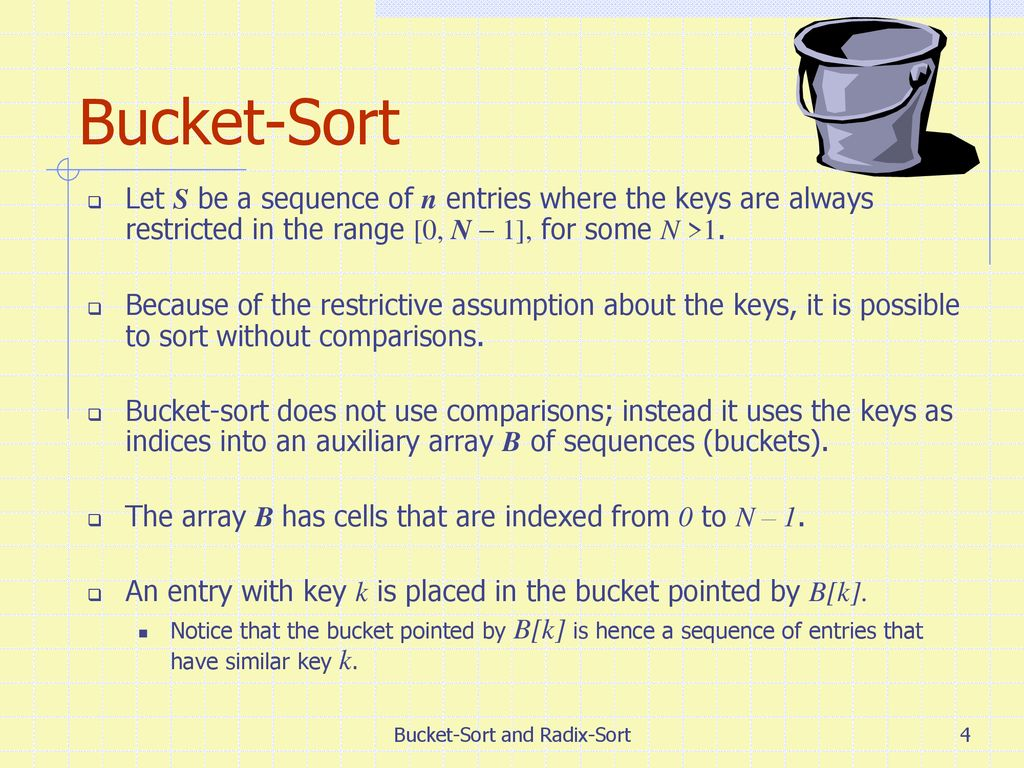 Bucket-Sort
Let S be a sequence of n entries where the keys are always
restricted in the range [0, N – 1], for some N >1.
Because of the restrictive assumption about the keys, it is possible
to sort without comparisons.
Bucket-sort does not use comparisons; instead it uses the keys as
indices into an auxiliary array B of sequences (buckets).
The array B has cells that are indexed from 0 to N – 1.
An entry with key k is placed in the bucket pointed by B[k].
Notice that the bucket pointed by B[k] is hence a sequence of entries that
have similar key k.
Bucket-Sort and Radix-Sort
4